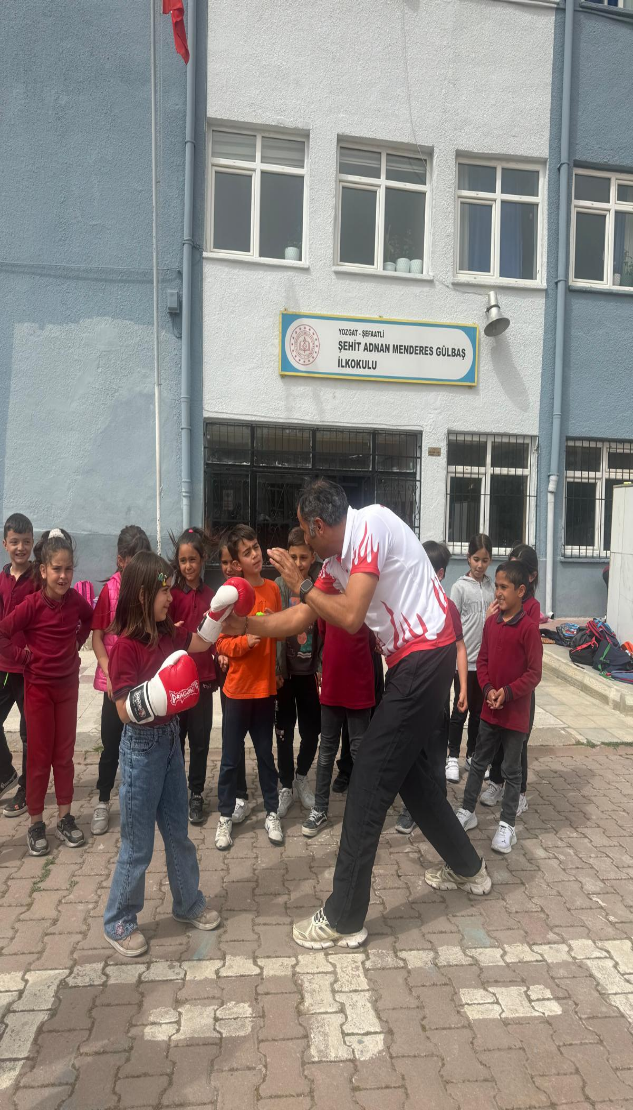 YOZGAT - ŞEFAATLİ
ŞEHİT ADNAN MENDERES GÜLBAŞ
İLKOKULU